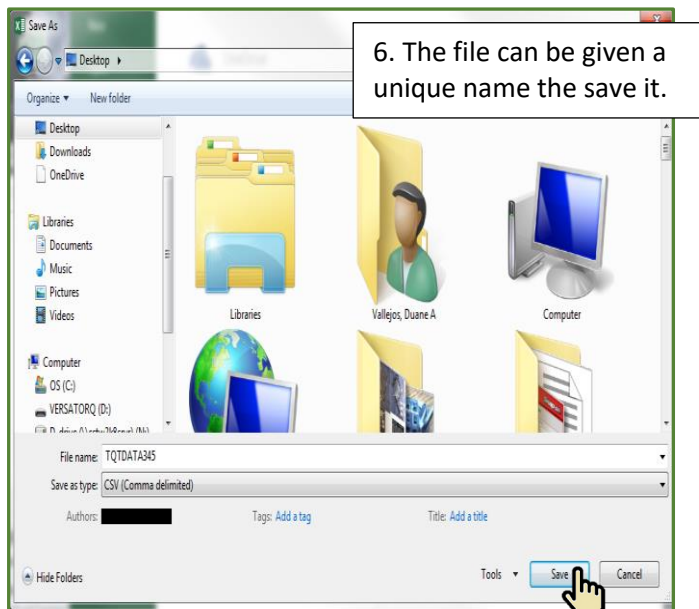 Save As
6. The file can be given a
unique name the save it.
Desktop
Organize
New folder
Desktop
Downloads
OneDrive
Libraries
Documents
Music
Pictures
Videos
Computer
OS (C:)
VERSATORQ (D:)
Libraries
Vallejos, Duane A
Computer
File name: TQTDATA345
Save as type: CSV (Comma delimited)
Authors:
Tags: Add a tag
Title: Add a title
Hide Folders
Tools
Save
Cancel